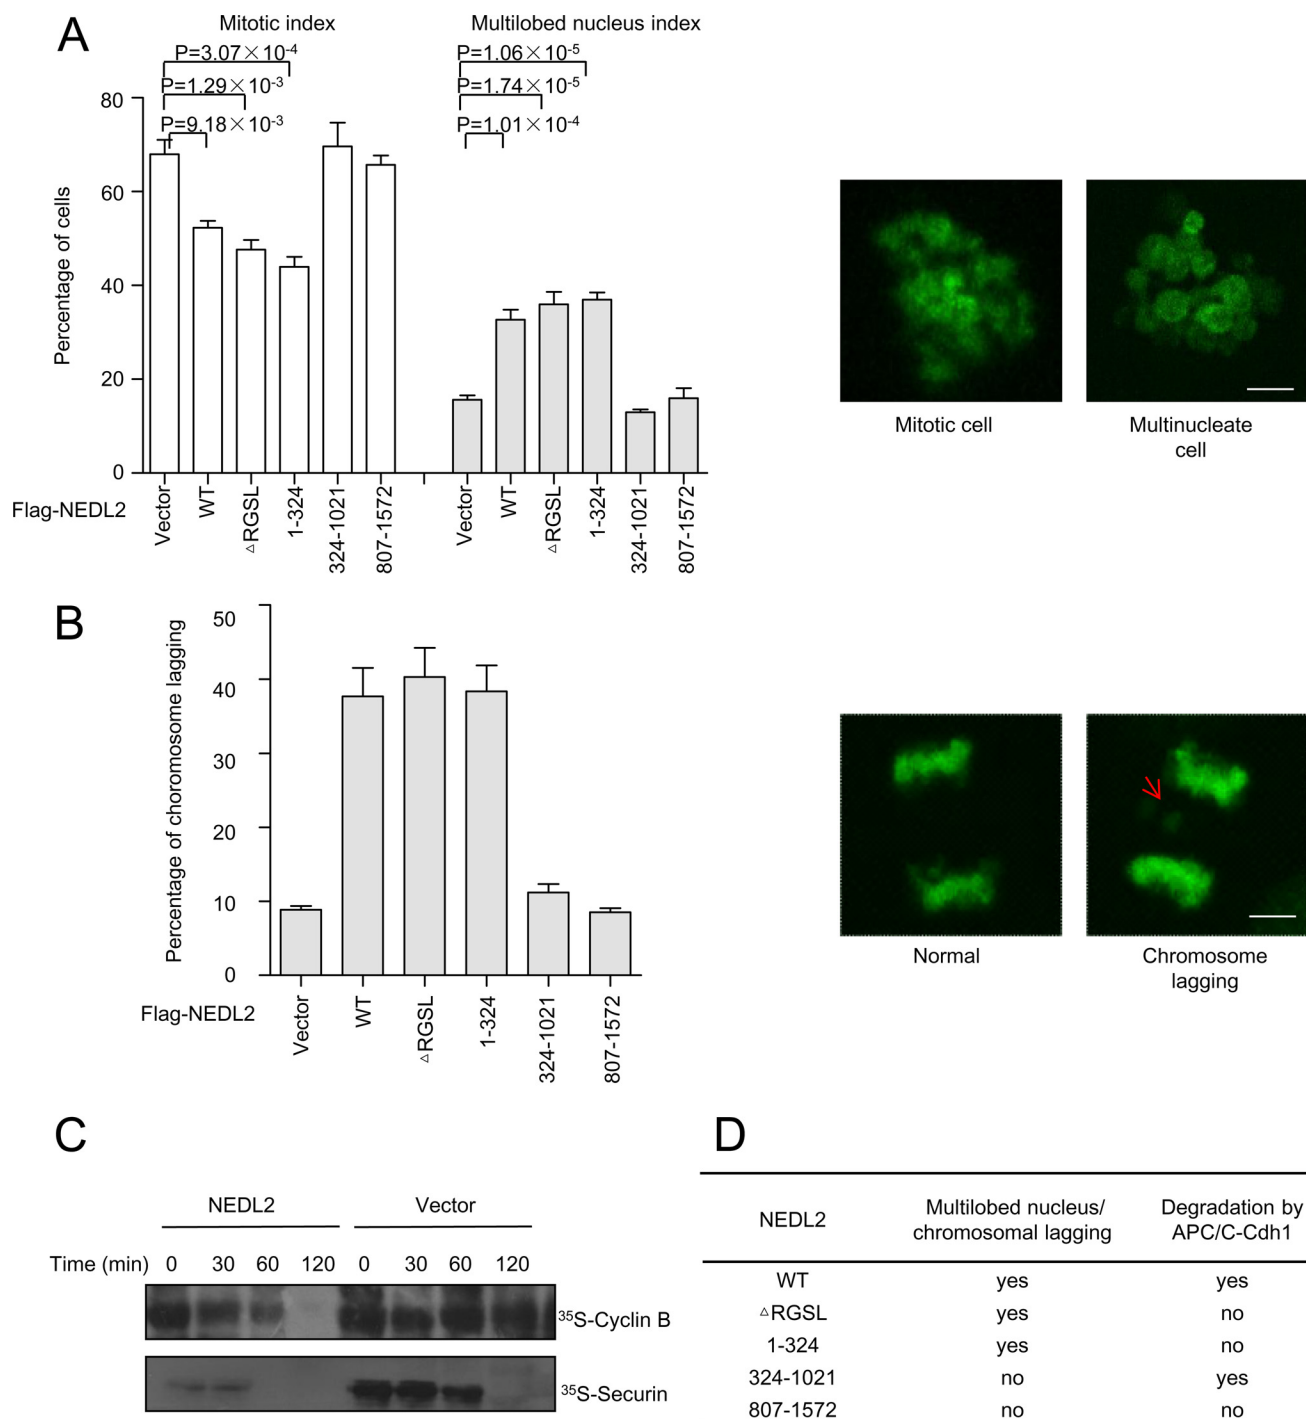 A
Mitotic index
Multilobed nucleus index
P=3.07×10-4
P=1.06×10-5
P=1.29×10-3
P=1.74×10-5
P=9.18×10-3
P=1.01×10-4
Percentage of cells
80
60
40
20
0
Flag-NEDL2
Vector
WT
△RGSL
1-324
324-1021
807-1572
Vector
WT
△RGSL
1-324
324-1021
807-1572
Mitotic cell
Multinucleate
cell
B
Percentage of choromosome lagging
50
40
30
20
10
0
Flag-NEDL2
Vector
WT
△RGSL
1-324
324-1021
807-1572
Normal
Chromosome
lagging
C
NEDL2
Vector
Time (min) 0 30 60 120 0 30 60 120
35S-Cyclin B
35S-Securin
D
NEDL2 Multilobed nucleus/ Degradation by
chromosomal lagging APC/C-Cdh1
WT yes yes
△RGSL yes no
1-324 yes no
324-1021 no yes
807-1572 no no